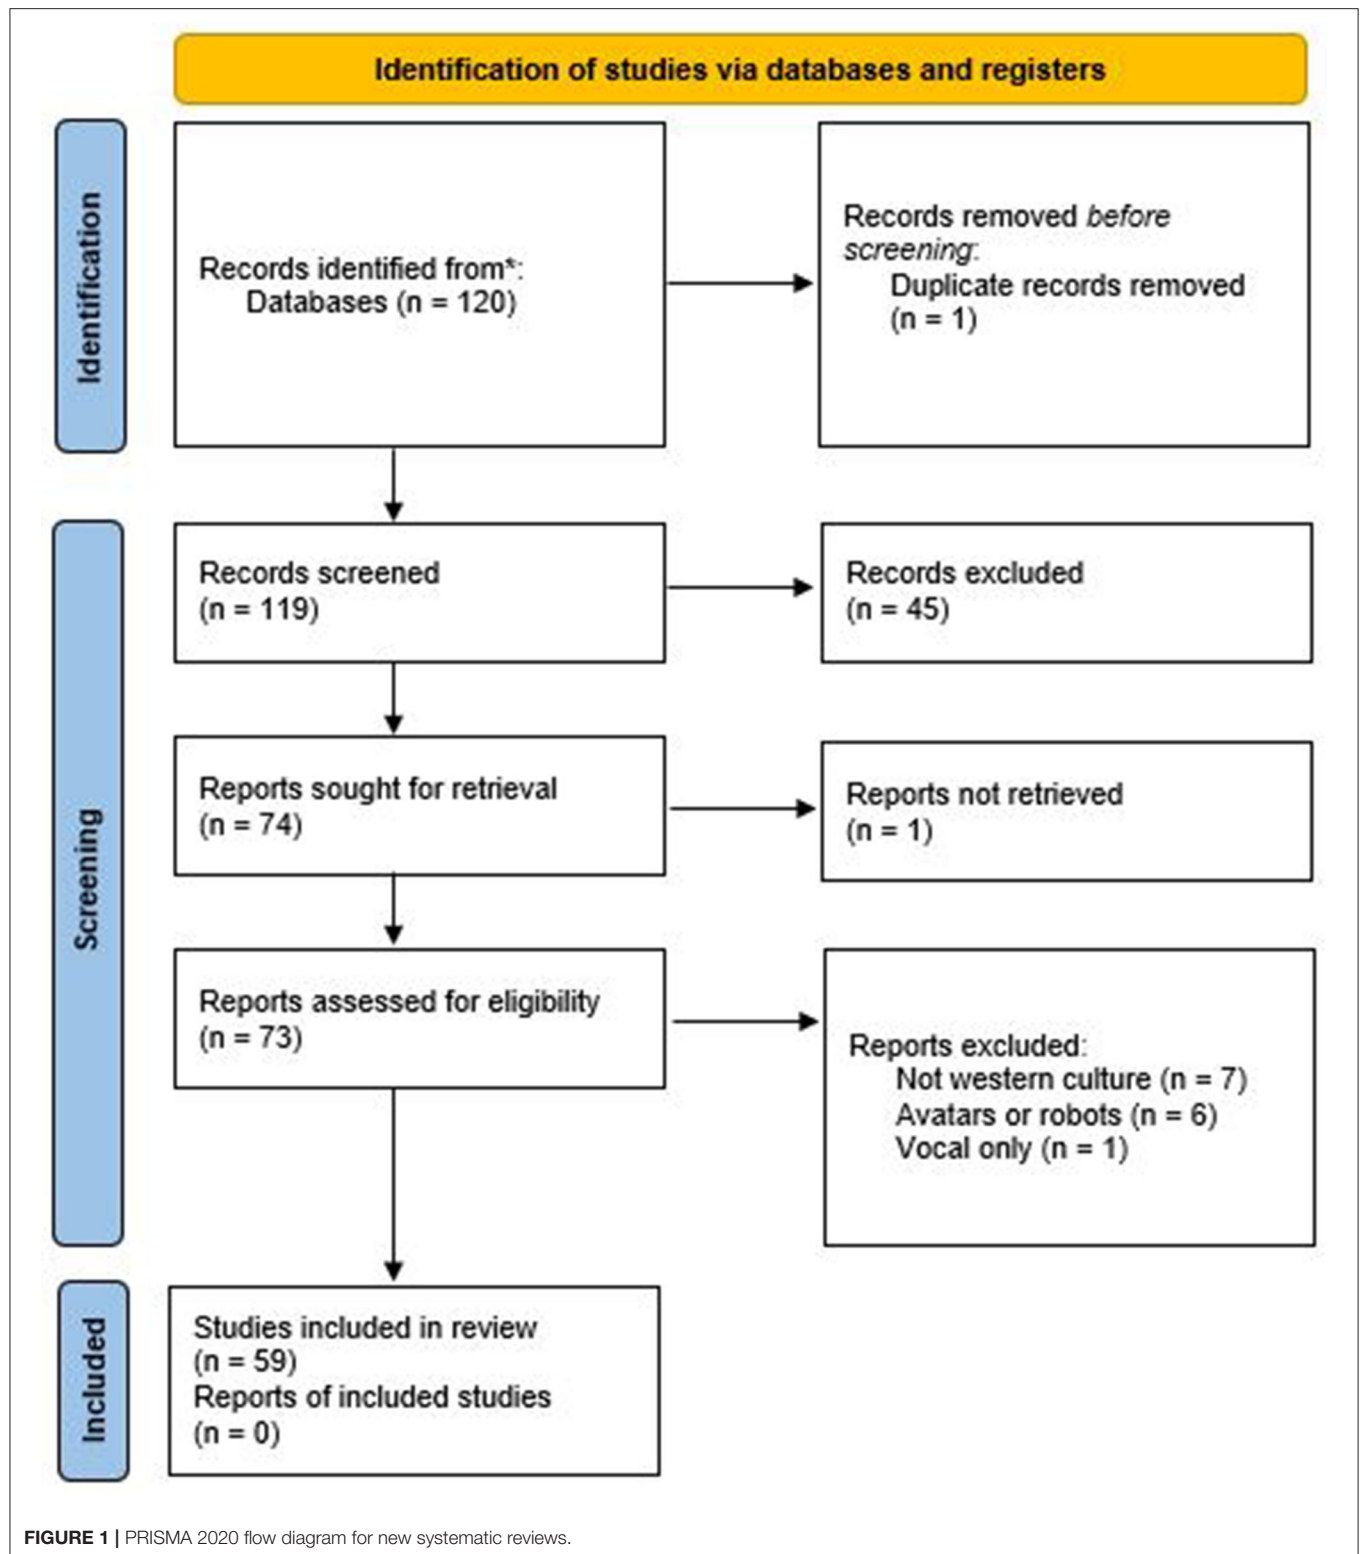 Identification of studies via databases and registers
Identification
Records identified from*:
Databases (n = 120)
Records removed before
screening:
Duplicate records removed
(n = 1)
Screening
Records screened
(n = 119)
Records excluded
(n = 45)
Reports sought for retrieval
(n = 74)
Reports not retrieved
(n = 1)
Reports assessed for eligibility
(n = 73)
Reports excluded:
Not western culture (n = 7)
Avatars or robots (n = 6)
Vocal only (n = 1)
Included
Studies included in review
(n = 59)
Reports of included studies
(n = 0)
FIGURE 1 | PRISMA 2020 flow diagram for new systematic reviews.